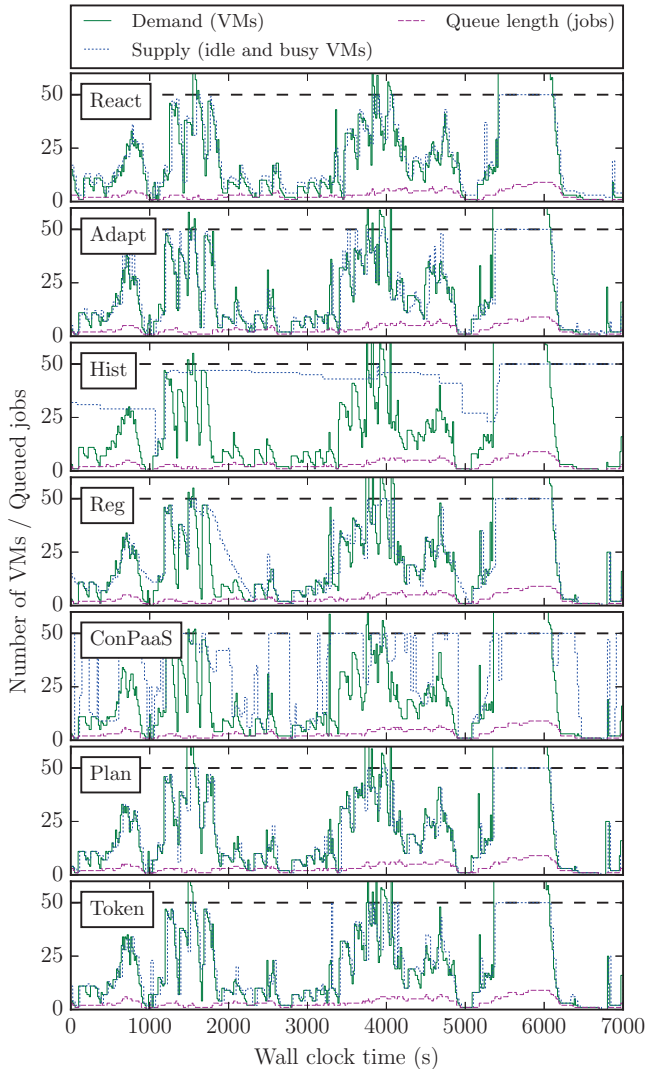 Demand (VMs)
Queue length (jobs)
Supply (idle and busy VMs)
Number of VMs / Queued jobs
50
25
0
React
50
25
0
Adapt
50
25
0
Hist
50
25
0
Reg
50
25
0
ConPaaS
50
25
0
Plan
50
25
0
Token
0 1000 2000 3000 4000 5000 6000 7000
Wall clock time (s)